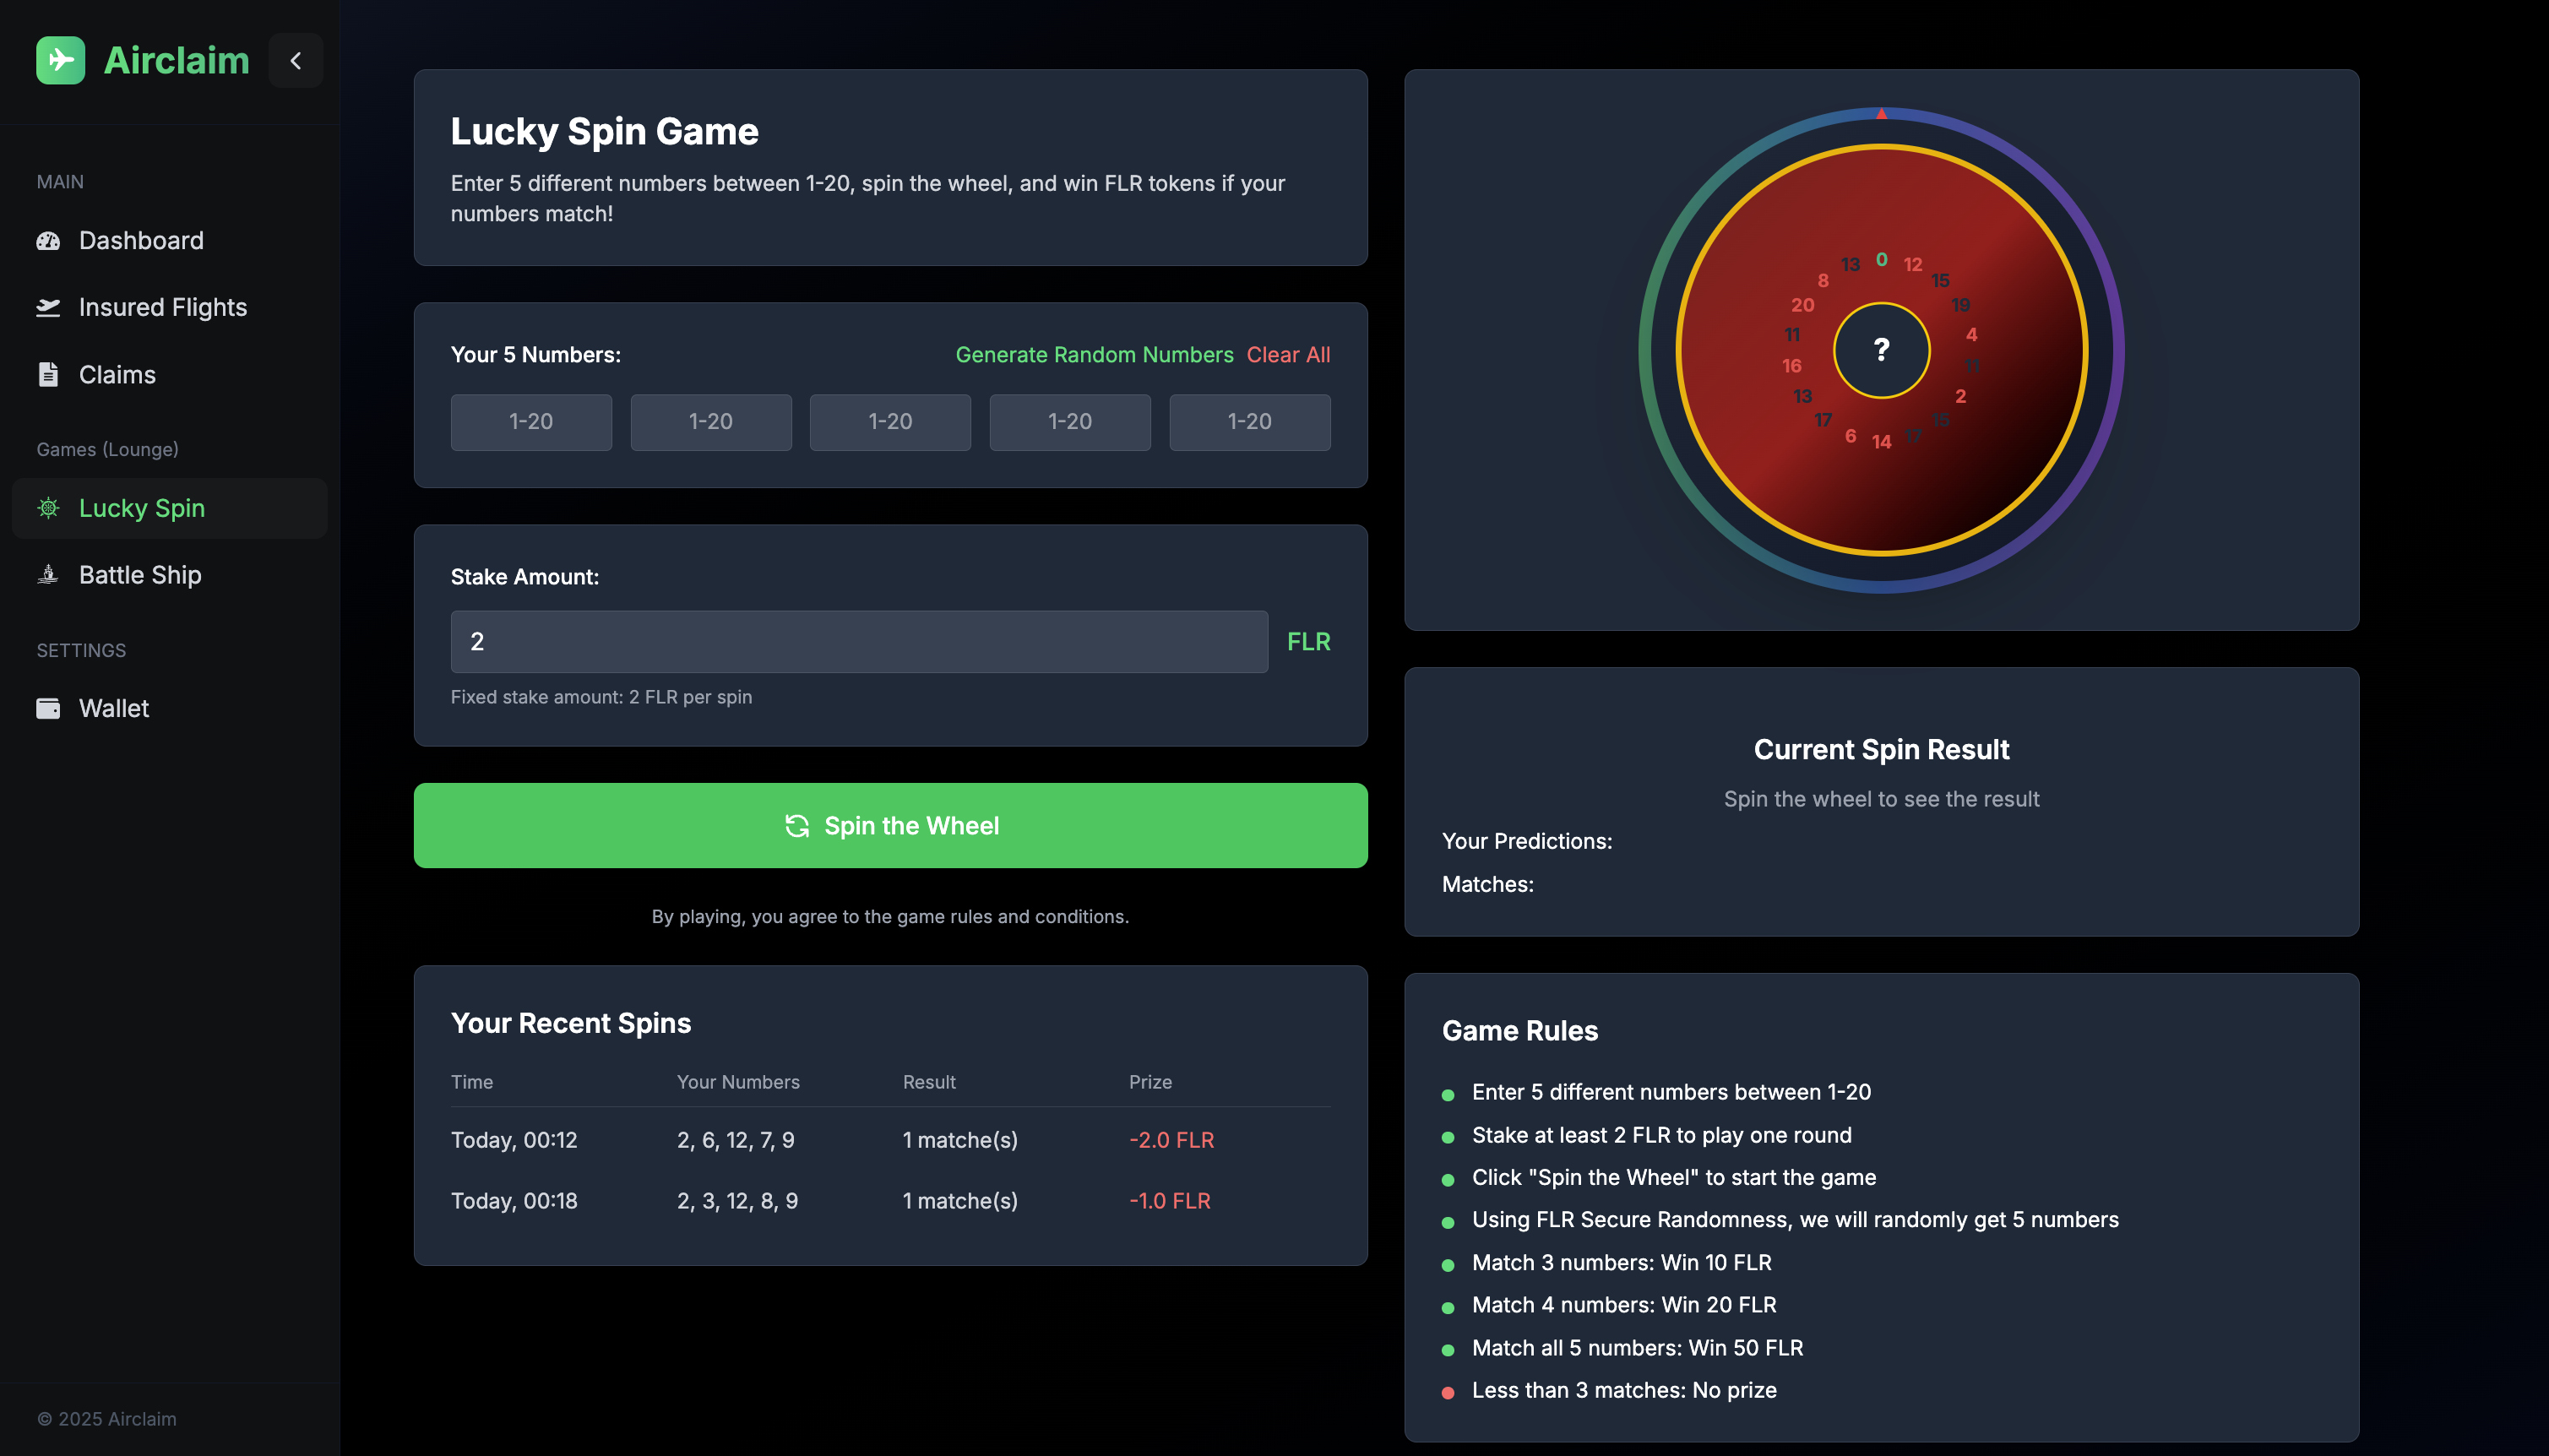 Airclaim
MAIN
Dashboard
Insured Flights
Claims
Games (Lounge)
Lucky Spin
Battle Ship
SETTINGS
Wallet
© 2025 Airclaim
Lucky Spin Game
Enter 5 different numbers between 1-20, spin the wheel, and win FLR tokens if your
numbers match!
Your 5 Numbers:
Generate Random Numbers Clear All
1-20 1-20 1-20 1-20 1-20
Stake Amount:
2 FLR
Fixed stake amount: 2 FLR per spin
Spin the Wheel
By playing, you agree to the game rules and conditions.
Your Recent Spins
Time Your Numbers Result Prize
Today, 00:12 2, 6, 12, 7, 9 1 matche(s) -2.0 FLR
Today, 00:18 2, 3, 12, 8, 9 1 matche(s) -1.0 FLR
0
12
15
19
4
11
2
15
17
14
6
17
13
16
11
20
8
13
?
Current Spin Result
Spin the wheel to see the result
Your Predictions:
Matches:
Game Rules
Enter 5 different numbers between 1-20
Stake at least 2 FLR to play one round
Click "Spin the Wheel" to start the game
Using FLR Secure Randomness, we will randomly get 5 numbers
Match 3 numbers: Win 10 FLR
Match 4 numbers: Win 20 FLR
Match all 5 numbers: Win 50 FLR
Less than 3 matches: No prize